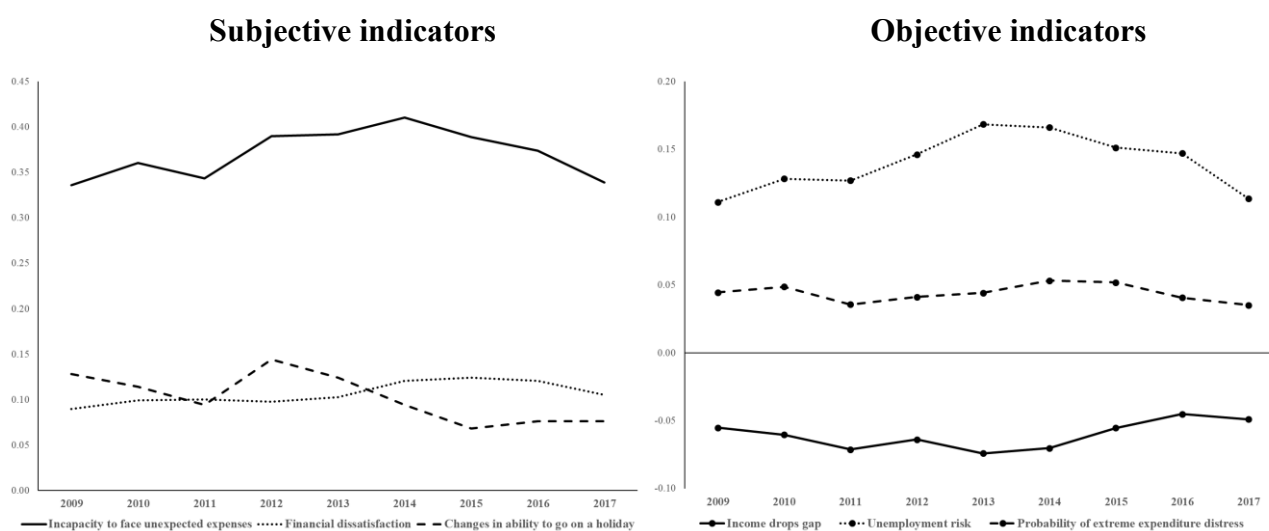 Subjective indicators
0.45
0.40
0.35
0.30
0.25
0.20
0.15
0.10
0.05
0.00
2009 2010 2011 2012 2013 2014 2015 2016 2017
Incapacity to face unexpected expenses Financial dissatisfaction Changes in ability to go on a holiday
Objective indicators
0.20
0.15
0.10
0.05
0.00
-0.05
-0.10
2009 2010 2011 2012 2013 2014 2015 2016 2017
Income drops gap Unemployment risk Probability of extreme expenditure distress